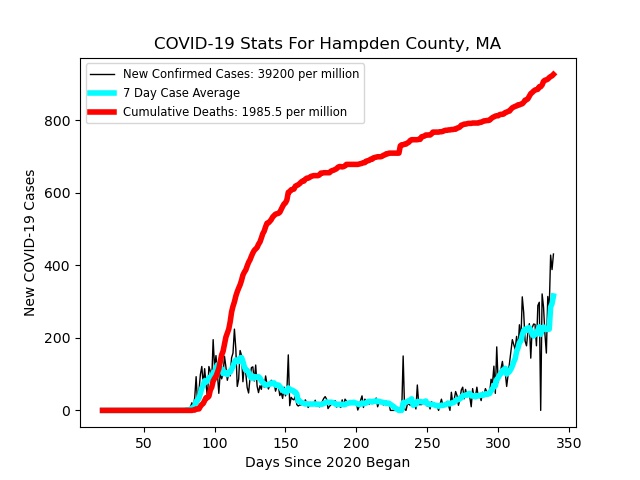 COVID-19 Stats For Hampden County, MA
New Confirmed Cases: 39200 per million
7 Day Case Average
Cumulative Deaths: 1985.5 per million
New COVID-19 Cases
800
600
400
200
0
50 100 150 200 250 300 350
Days Since 2020 Began